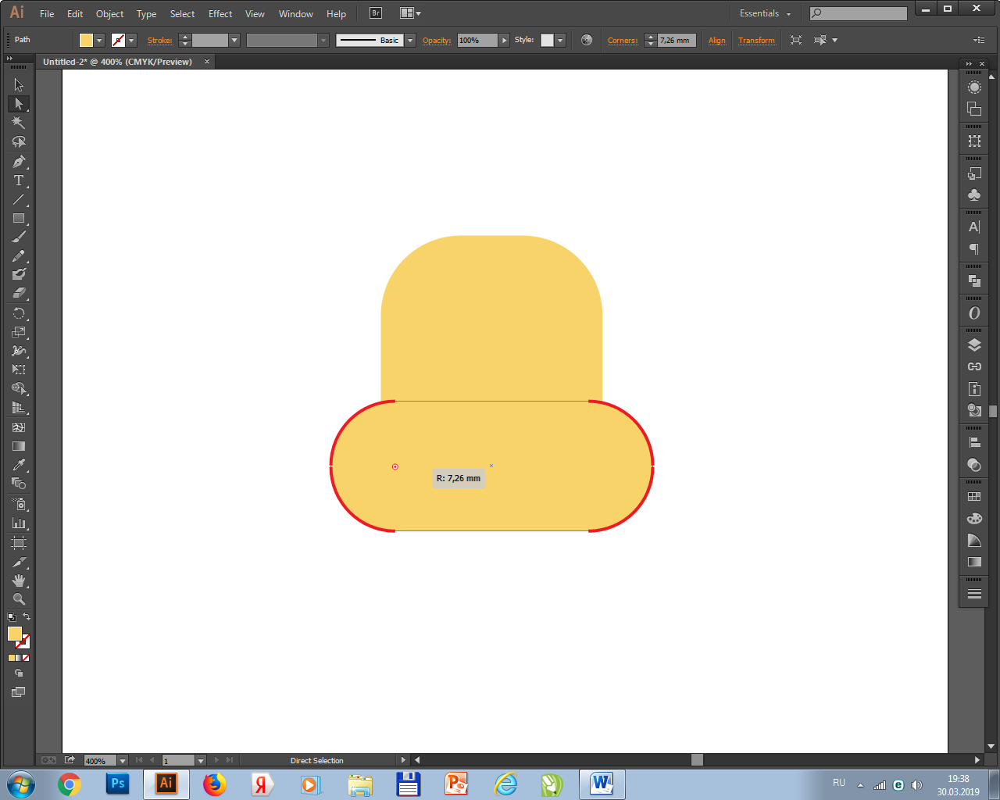 Ai File Edit Object Type Select Effect View Window Help Br Essentials
Path Stroke: Basic Opacity: 100% Style: Corners: 7,26 mm Align Transform
Untitled-2* @ 400% (CMYK/Preview) ×
R: 7,26 mm
400% 1 Direct Selection
Ps Ai Я P W RU 19:38
30.03.2019